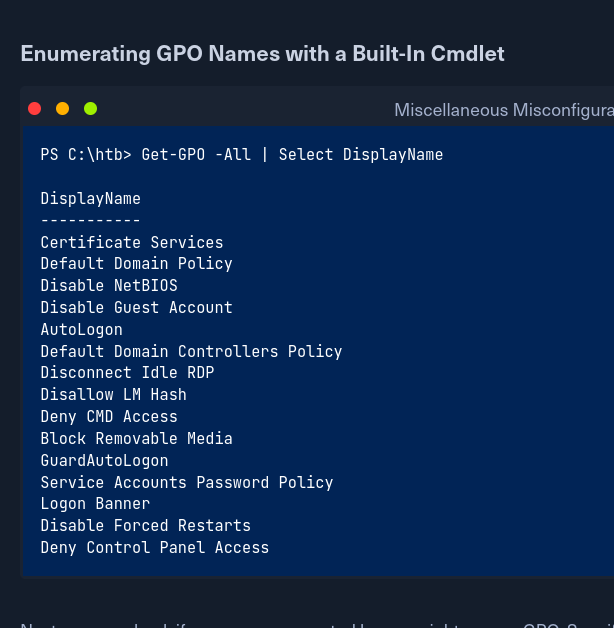 Enumerating GPO Names with a Built-In Cmdlet
Miscellaneous Misconfigura
PS C:\htb> Get-GPO -All | Select DisplayName
DisplayName
-----------
Certificate Services
Default Domain Policy
Disable NetBIOS
Disable Guest Account
AutoLogon
Default Domain Controllers Policy
Disconnect Idle RDP
Disallow LM Hash
Deny CMD Access
Block Removable Media
GuardAutoLogon
Service Accounts Password Policy
Logon Banner
Disable Forced Restarts
Deny Control Panel Access